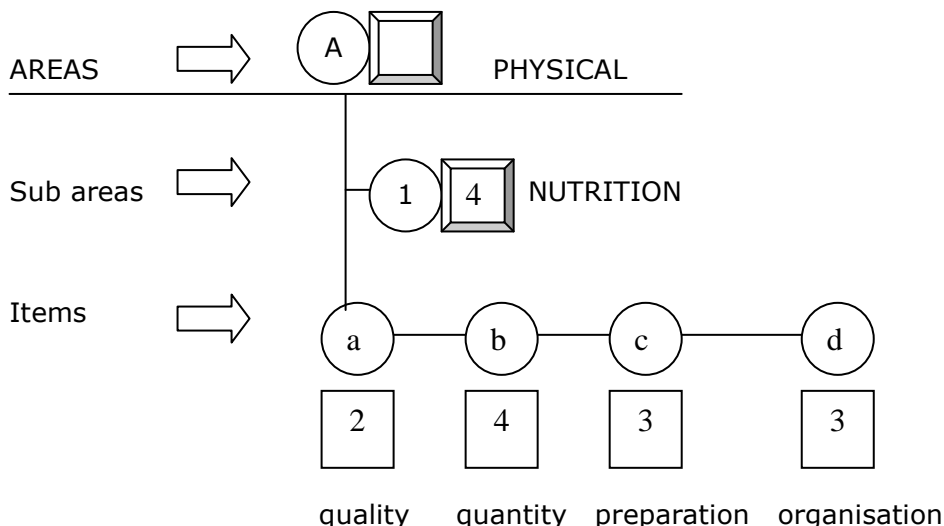 A
AREAS PHYSICAL
Sub areas 1 4 NUTRITION
Items
a b c d
2 4 3 3
quality quantity preparation organisation